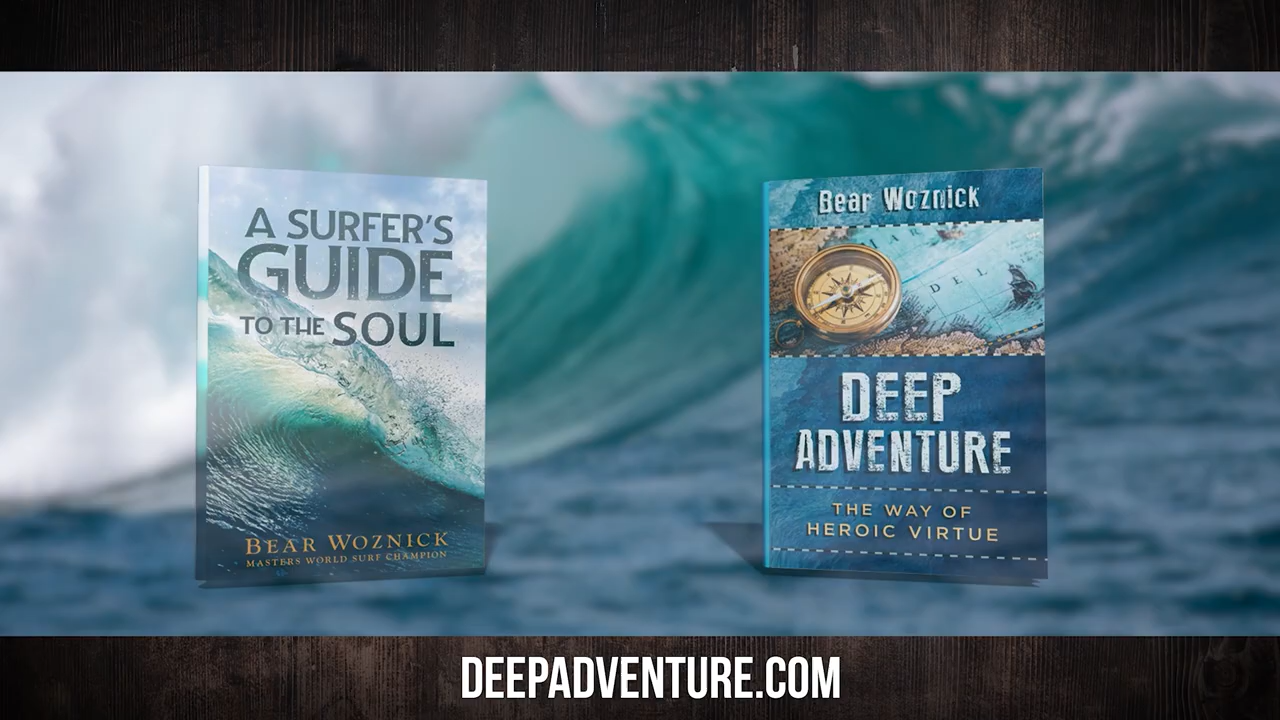 A SURFER'S
GUIDE
TO THE SOUL
BEAR WOZNICK
MASTERS WORLD SURF CHAMPION
Bear Woznick
DEL
DEEP
ADVENTURE
THE WAY OF
HEROIC VIRTUE
DEEPADVENTURE.COM